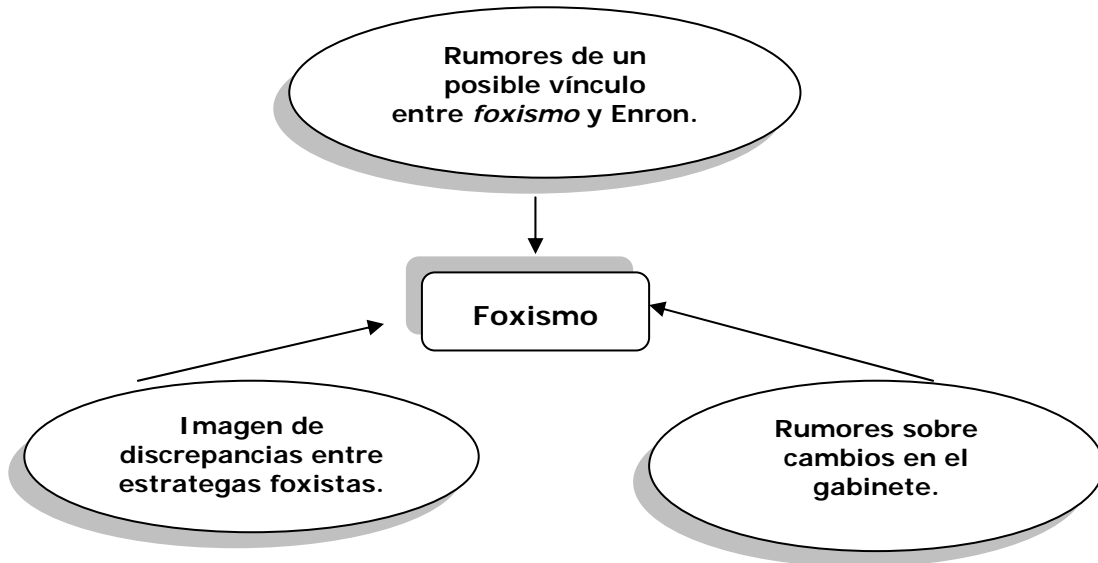 Rumores de un
posible vínculo
entre foxismo y Enron.
Foxismo
Imagen de
discrepancias entre
estrategas foxistas.
Rumores sobre
cambios en el
gabinete.